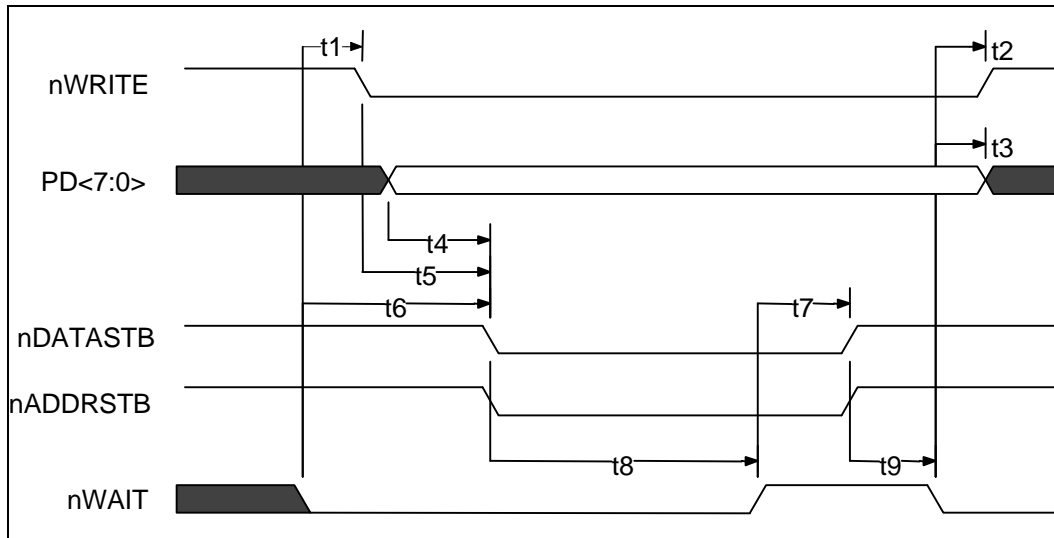 t1
t2
nWRITE
t3
PD<7:0>
t4
t5
t6
t7
nDATASTB
nADDRSTB
t8
t9
nWAIT